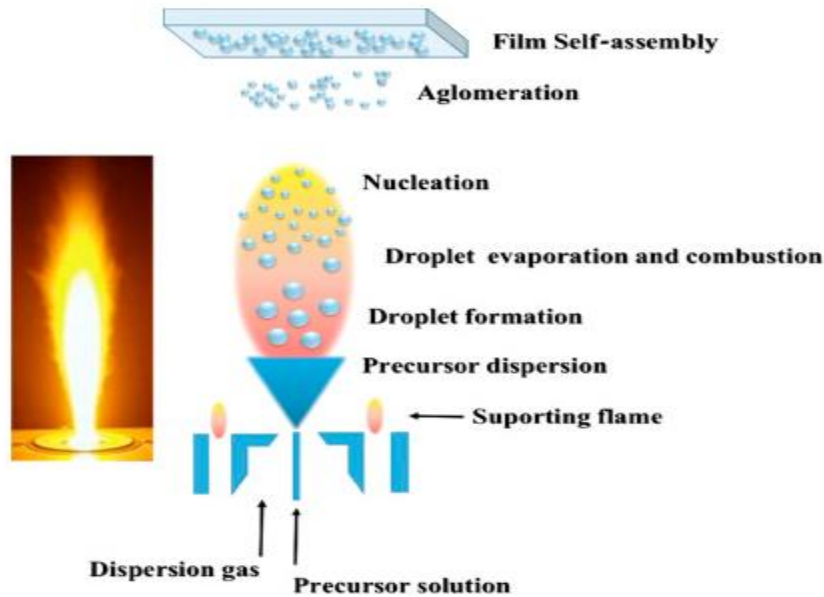 Film Self-assembly
Aglomeration
Nucleation
Droplet evaporation and combustion
Droplet formation
Precursor dispersion
Suporting flame
Dispersion gas
Precursor solution